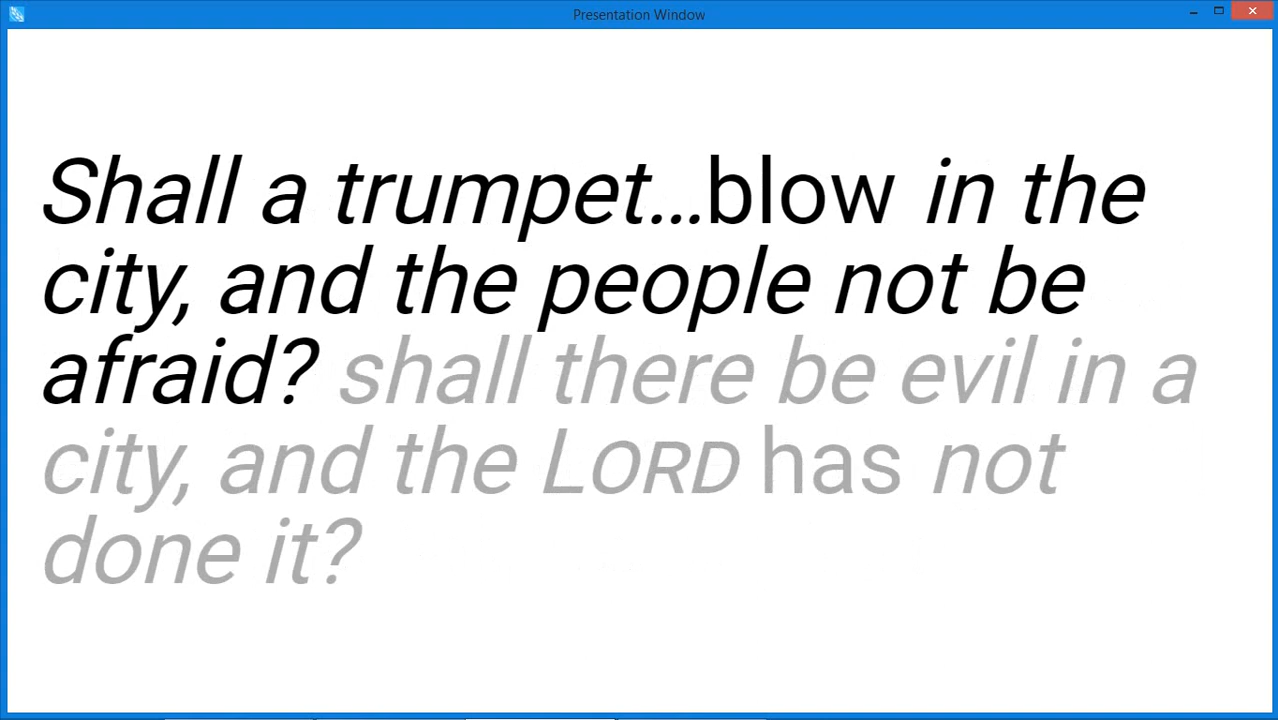 Presentation Window
Shall a trumpet...blow in the
city, and the people not be
afraid? shall there be evil in a
city, and the LORD has not
done it?